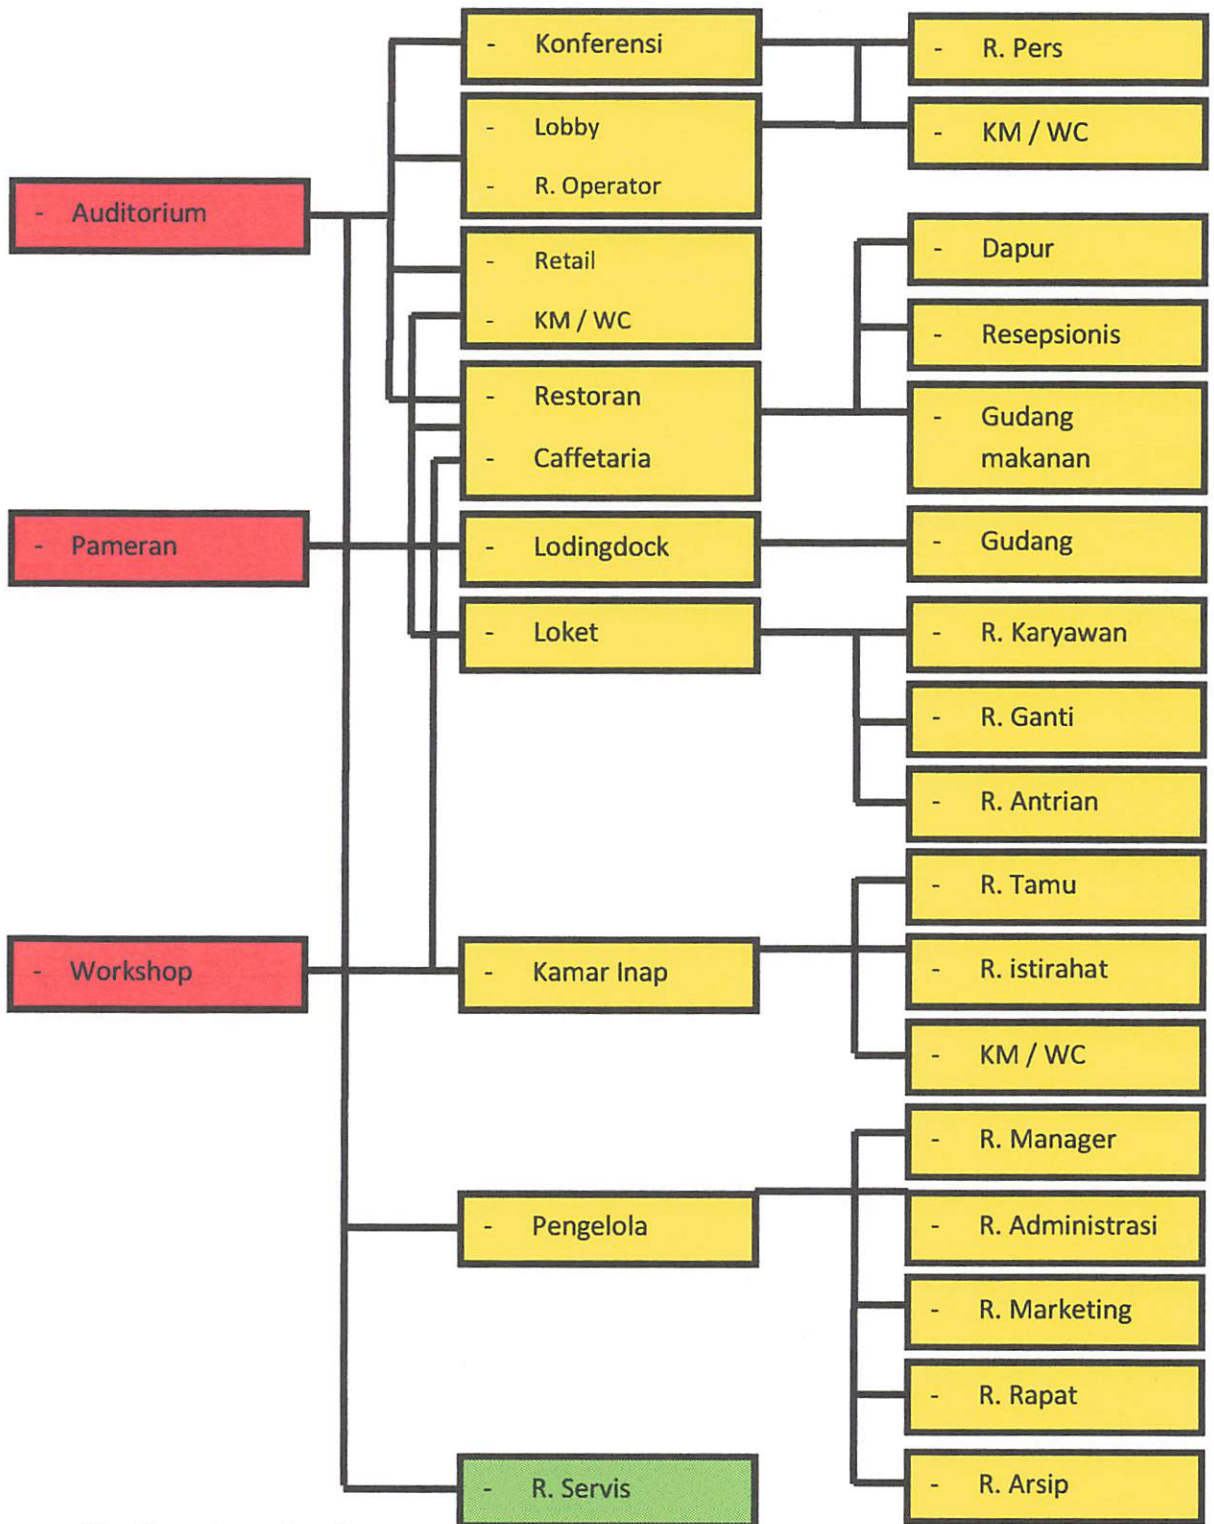 - Auditorium
- Pameran
- Workshop
- Konferensi
- Lobby
- R. Operator
- Retail
- KM / WC
- Restoran
- Caffetaria
- Lodingdock
- Loket
- Kamar Inap
- Pengelola
- R. Servis
- R. Pers
- KM / WC
- Dapur
- Resepsionis
- Gudang
makanan
- Gudang
- R. Karyawan
- R. Ganti
- R. Antrian
- R. Tamu
- R. istirahat
- KM / WC
- R. Manager
- R. Administrasi
- R. Marketing
- R. Rapat
- R. Arsip